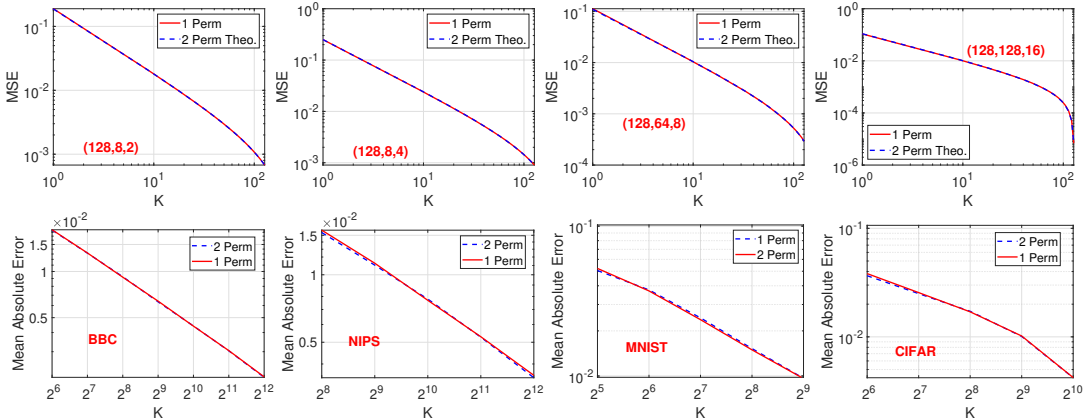 10^-1
10^-2
10^-3
MSE
1 Perm
2 Perm Theo.
(128,8,2)
10^0
10^1
10^2
K
10^0
10^-1
10^-2
10^-3
MSE
1 Perm
2 Perm Theo.
(128,8,4)
10^0
10^1
10^2
K
10^-1
10^-2
10^-3
10^-4
MSE
1 Perm
2 Perm Theo.
(128,64,8)
10^0
10^1
10^2
K
10^0
10^-2
10^-4
10^-6
MSE
(128,128,16)
1 Perm
2 Perm Theo.
10^0
10^1
10^2
K
×10^-2
1.5
1
0.5
Mean Absolute Error
2 Perm
1 Perm
BBC
2^6
2^7
2^8
2^9
2^10
2^11
2^12
K
×10^-2
1.5
1
0.5
Mean Absolute Error
2 Perm
1 Perm
NIPS
2^8
2^9
2^10
2^11
2^12
K
10^-1
10^-2
Mean Absolute Error
1 Perm
2 Perm
MNIST
2^5
2^6
2^7
2^8
2^9
K
10^-1
10^-2
Mean Absolute Error
2 Perm
1 Perm
CIFAR
2^6
2^7
2^8
2^9
2^10
K